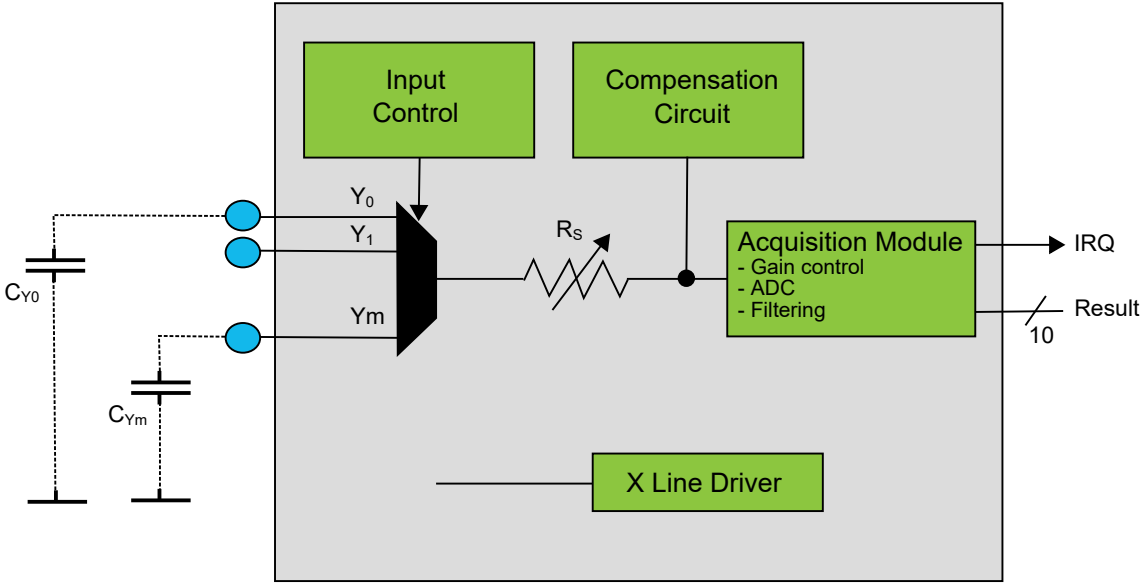 Input
Control
Compensation
Circuit
Y0
Y1
Ym
RS
Acquisition Module
- Gain control
- ADC
- Filtering
IRQ
Result
10
CY0
CYm
X Line Driver